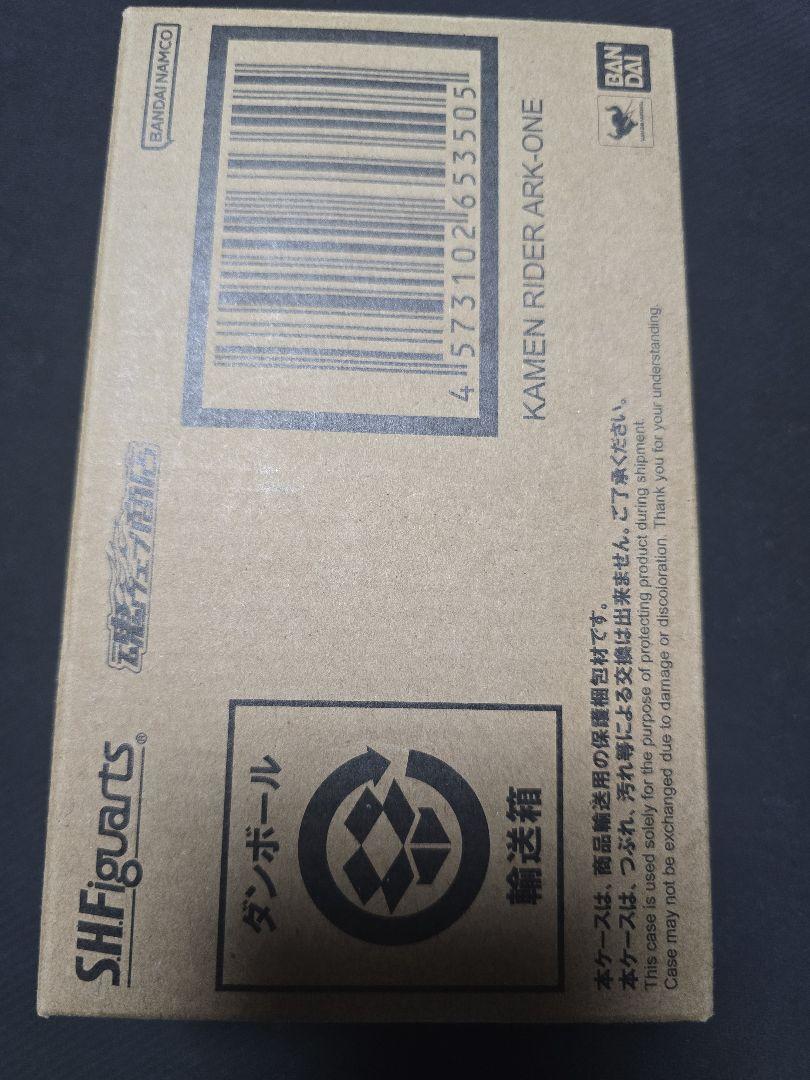 S.H.Figuarts®
魂ウェブ商店
BANDAI NAMCO
ダンボール
輸送箱
4 573102 653505
KAMEN RIDER ARK-ONE
本ケースは、商品輸送用の保護梱包材です。
本ケースは、つぶれ、汚れ等による交換は出来ません。ご了承ください。
This case is used solely for the purpose of protecting product during shipment.
Case may not be exchanged due to damage or discoloration. Thank you for your understanding.
BAN
DAI